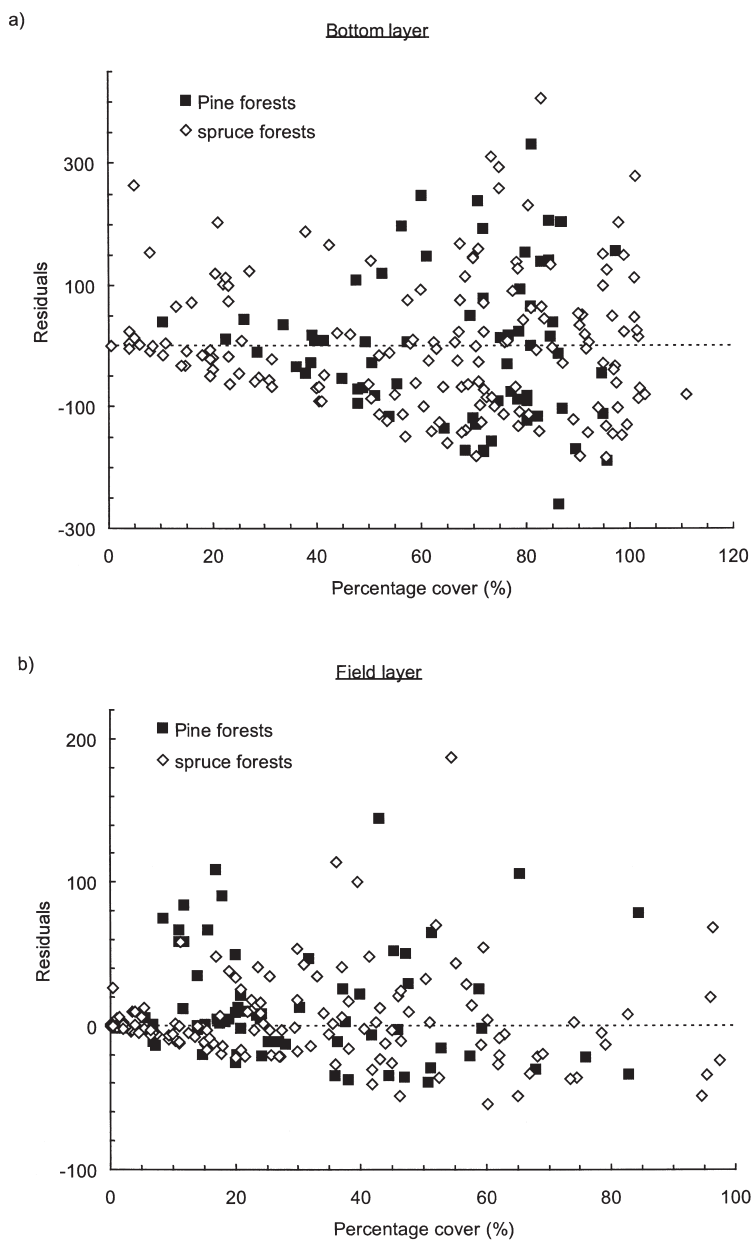 a)
Bottom layer
Pine forests
spruce forests
300
100
-100
-300
Residuals
0 20 40 60 80 100 120
Percentage cover (%)
b)
Field layer
Pine forests
spruce forests
200
100
0
-100
Residuals
0 20 40 60 80 100
Percentage cover (%)